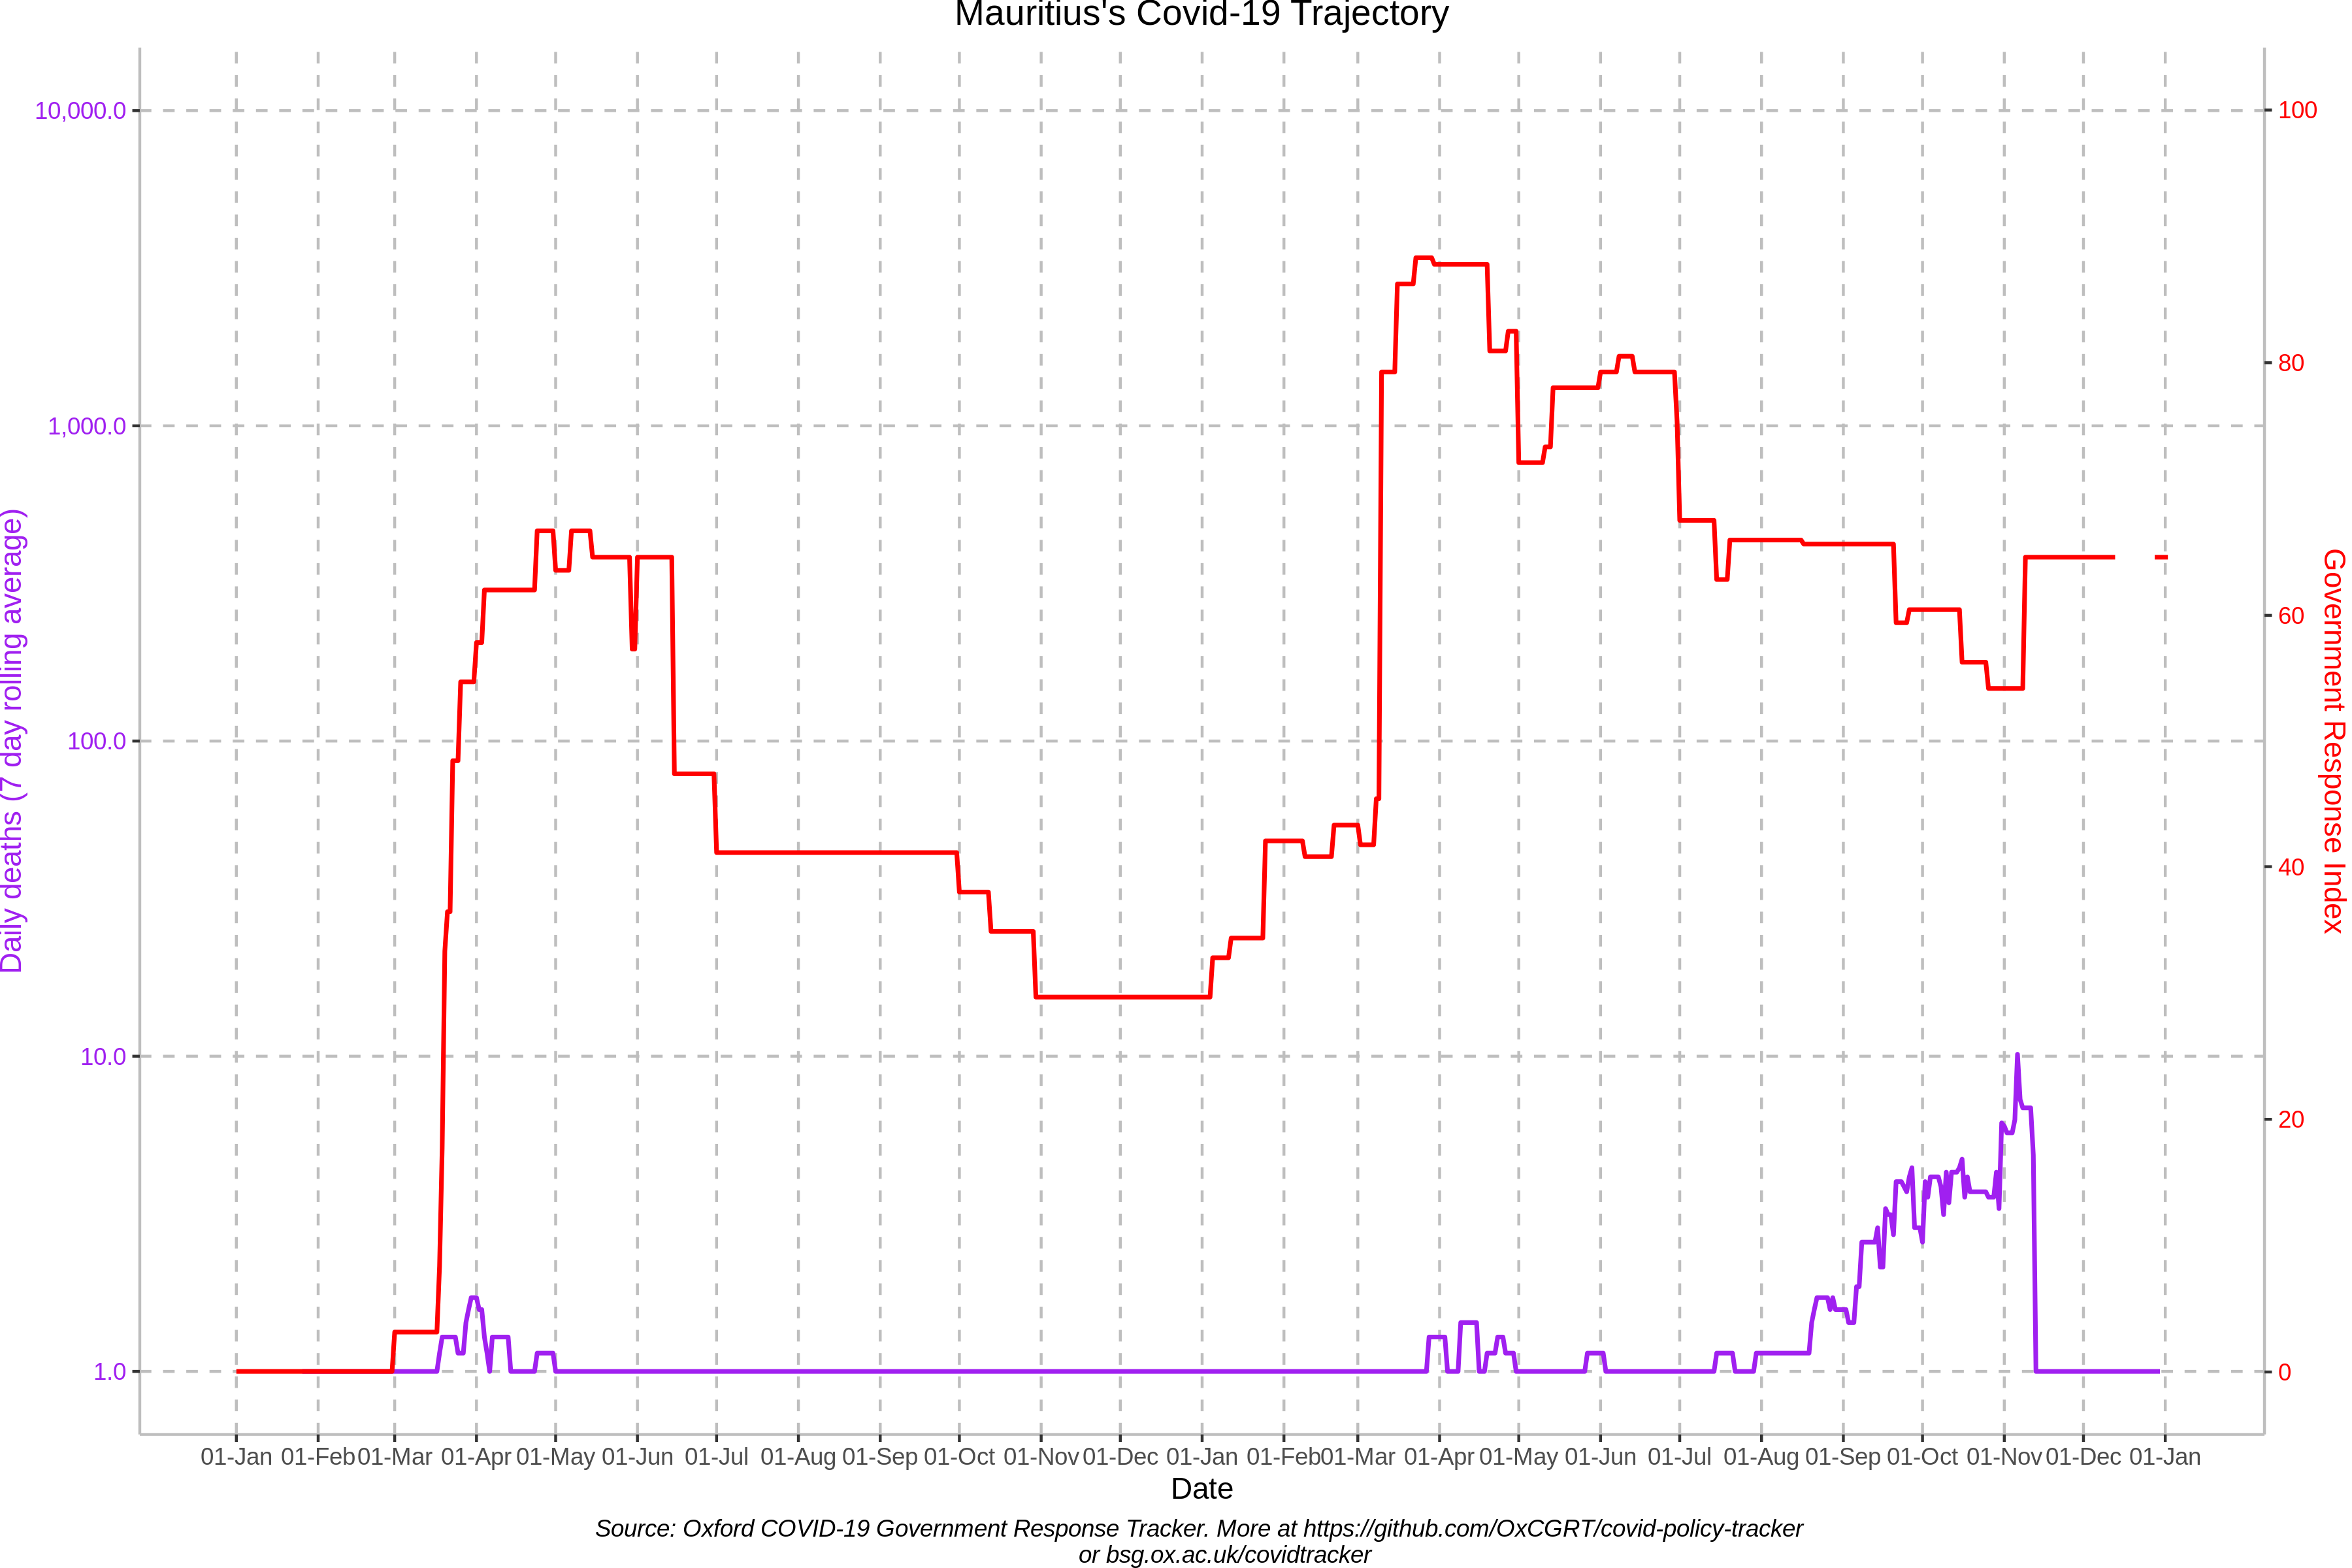 Mauritius's Covid-19 Trajectory
10,000.0
1,000.0
100.0
10.0
1.0
Daily deaths (7 day rolling average)
100
80
60
40
20
0
Government Response Index
01-Jan 01-Feb 01-Mar 01-Apr 01-May 01-Jun 01-Jul 01-Aug 01-Sep 01-Oct 01-Nov 01-Dec 01-Jan 01-Feb 01-Mar 01-Apr 01-May 01-Jun 01-Jul 01-Aug 01-Sep 01-Oct 01-Nov 01-Dec 01-Jan
Date
Source: Oxford COVID-19 Government Response Tracker. More at https://github.com/OxCGRT/covid-policy-tracker
or bsg.ox.ac.uk/covidtracker